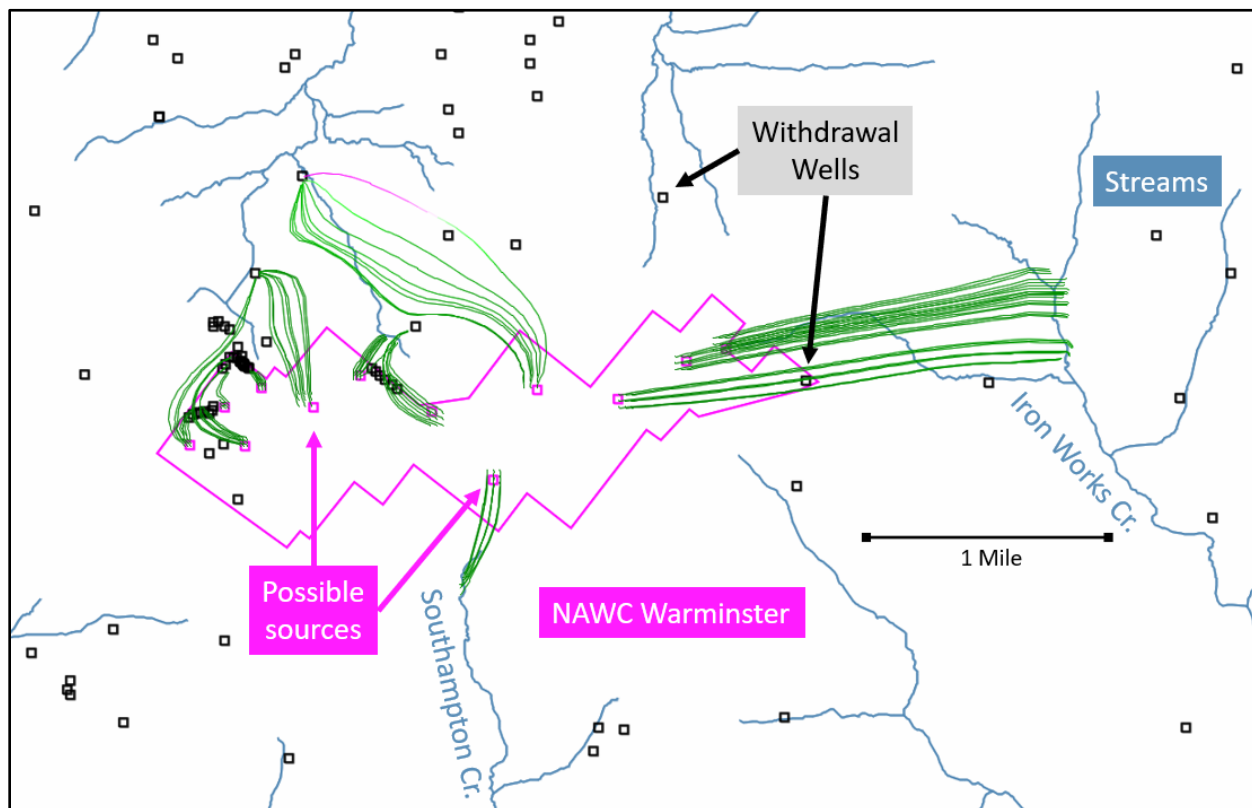 Withdrawal
Wells
Streams
Iron Works Cr.
1 Mile
Possible
sources
NAWC Warminster
Southampton Cr.